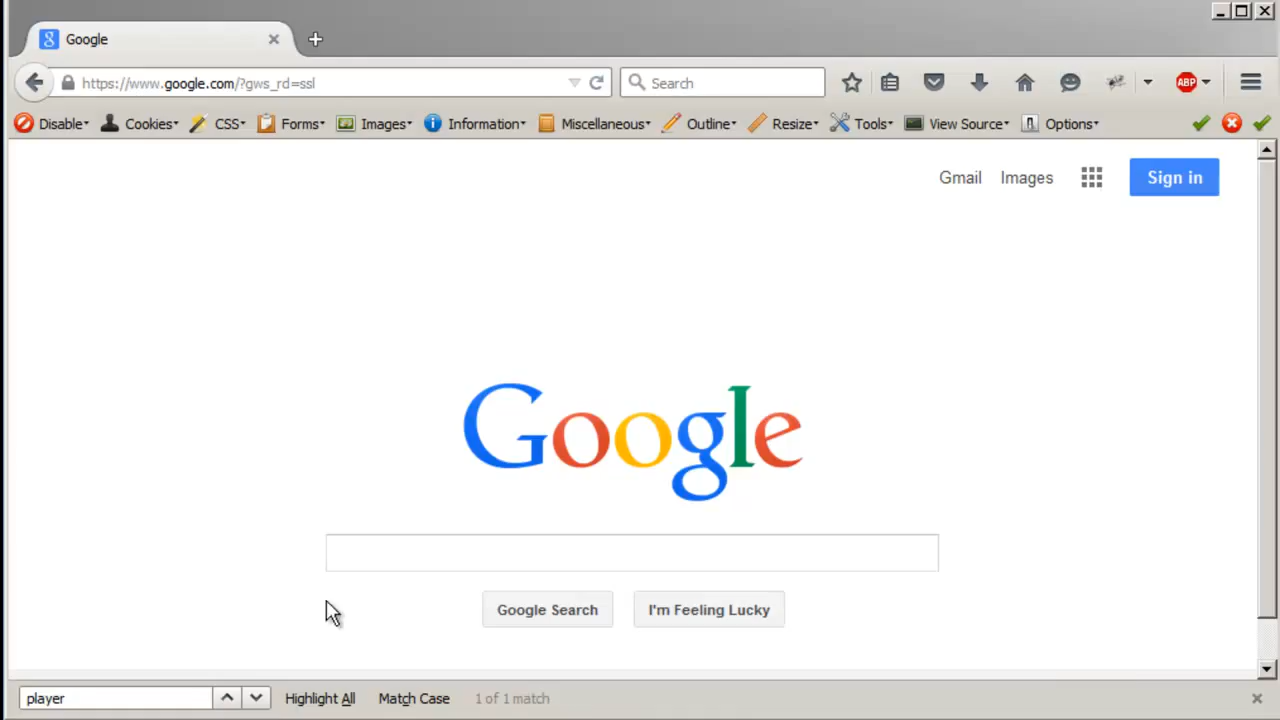 Google
https://www.google.com/?gws_rd=ssl
Search
ABP
Disable Cookies CSS Forms Images Information Miscellaneous Outline Resize Tools View Source Options
Gmail Images Sign in
Google
Google Search I'm Feeling Lucky
player Highlight All Match Case 1 of 1 match